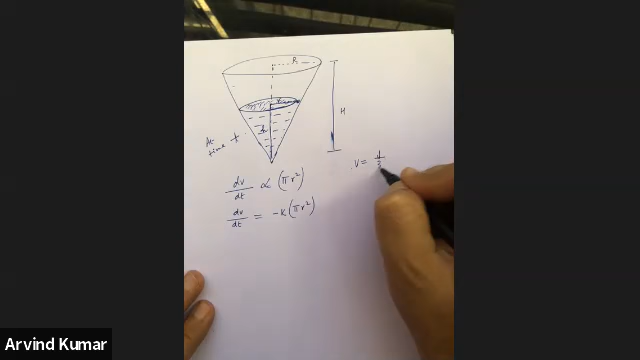 R
r
H
h
At
time t
dv/dt ∝ (πr²)
dv/dt = -K(πr²)
V = 1/3
Arvind Kumar